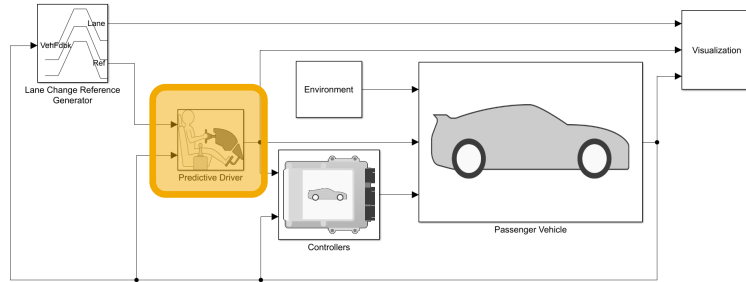 Lane
VehFdbk
Ref
Lane Change Reference
Generator
Visualization
Environment
Predictive Driver
Controllers
Passenger Vehicle